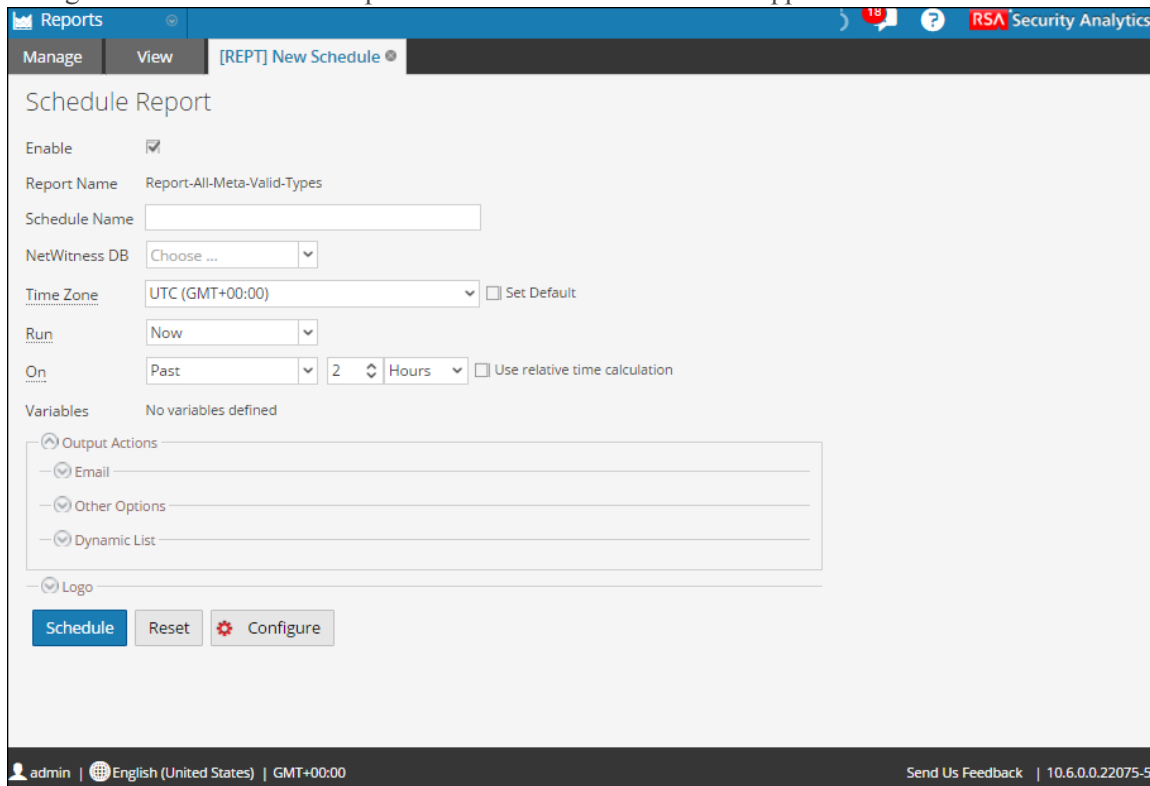 Reports 18 ? RSA Security Analytics
Manage View [REPT] New Schedule
Schedule Report
Enable
Report Name Report-All-Meta-Valid-Types
Schedule Name
NetWitness DB Choose ...
Time Zone UTC (GMT+00:00) Set Default
Run Now
On Past 2 Hours Use relative time calculation
Variables No variables defined
Output Actions
Email
Other Options
Dynamic List
Logo
Schedule Reset Configure
admin | English (United States) | GMT+00:00 Send Us Feedback | 10.6.0.0.22075-5